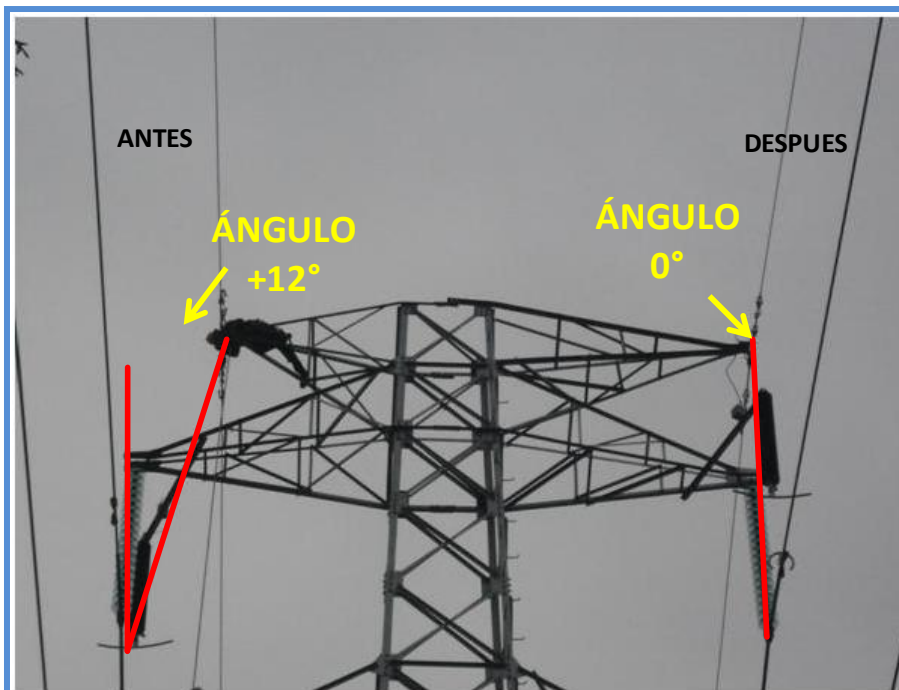 ANTES
DESPUES
ÁNGULO
+12°
ÁNGULO
0°